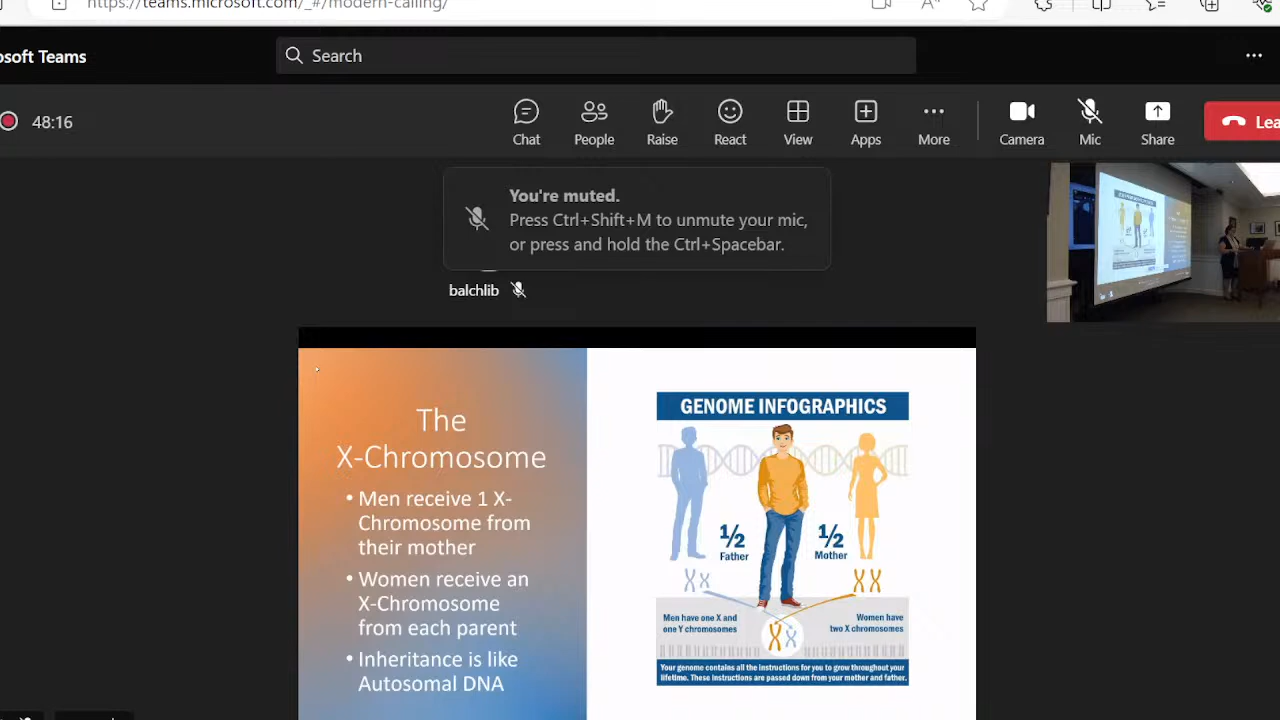 https://teams.microsoft.com/_#/modern-calling/
osoft Teams
Search
48:16
Chat
People
Raise
React
View
Apps
More
Camera
Mic
Share
Lea
You're muted.
Press Ctrl+Shift+M to unmute your mic,
or press and hold the Ctrl+Spacebar.
balchlib
The
X-Chromosome
• Men receive 1 X-
Chromosome from
their mother
• Women receive an
X-Chromosome
from each parent
• Inheritance is like
Autosomal DNA
GENOME INFOGRAPHICS
½
Father
½
Mother
Men have one X and
one Y chromosomes
Women have
two X chromosomes
Your genome contains all the instructions for you to grow throughout your
lifetime. These instructions are passed down from your mother and father.